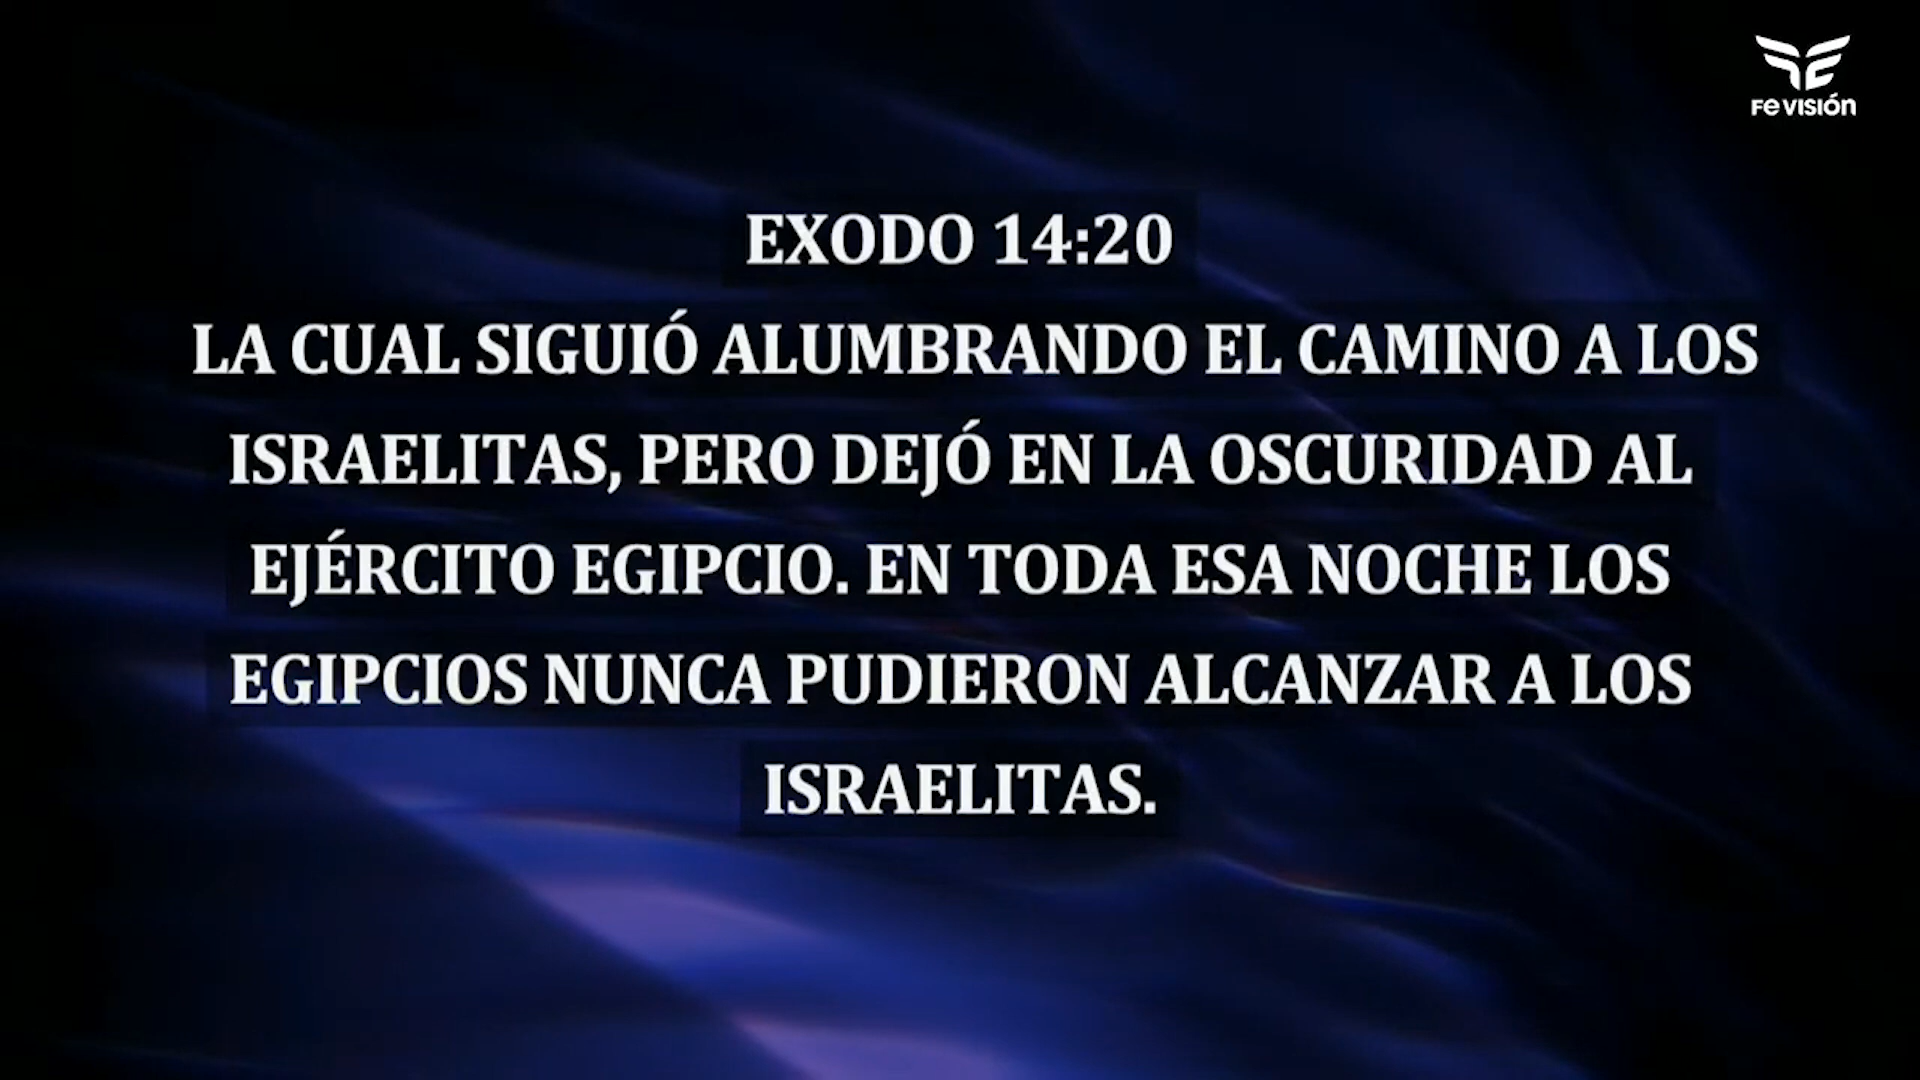 FE VISIÓN
EXODO 14:20
LA CUAL SIGUIÓ ALUMBRANDO EL CAMINO A LOS
ISRAELITAS, PERO DEJÓ EN LA OSCURIDAD AL
EJÉRCITO EGIPCIO. EN TODA ESA NOCHE LOS
EGIPCIOS NUNCA PUDIERON ALCANZAR A LOS
ISRAELITAS.